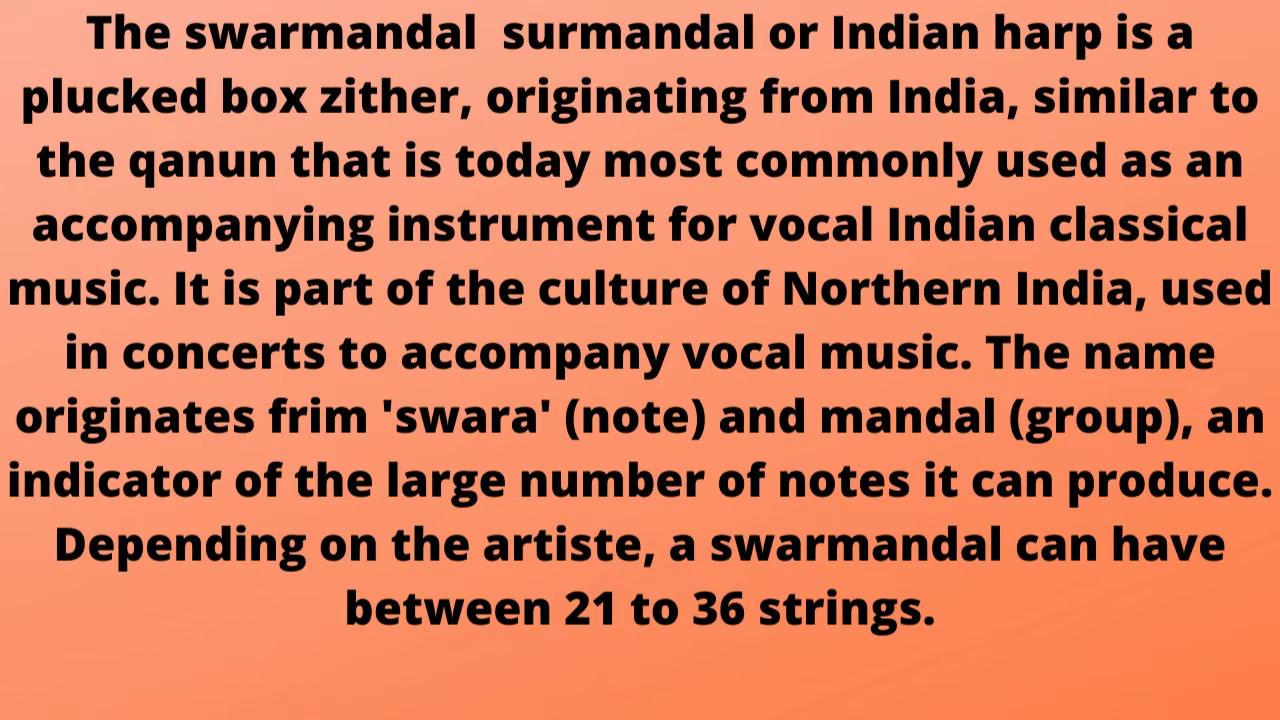 The swarmandal  surmandal or Indian harp is a
plucked box zither, originating from India, similar to
the qanun that is today most commonly used as an
accompanying instrument for vocal Indian classical
music. It is part of the culture of Northern India, used
in concerts to accompany vocal music. The name
originates frim 'swara' (note) and mandal (group), an
indicator of the large number of notes it can produce.
Depending on the artiste, a swarmandal can have
between 21 to 36 strings.